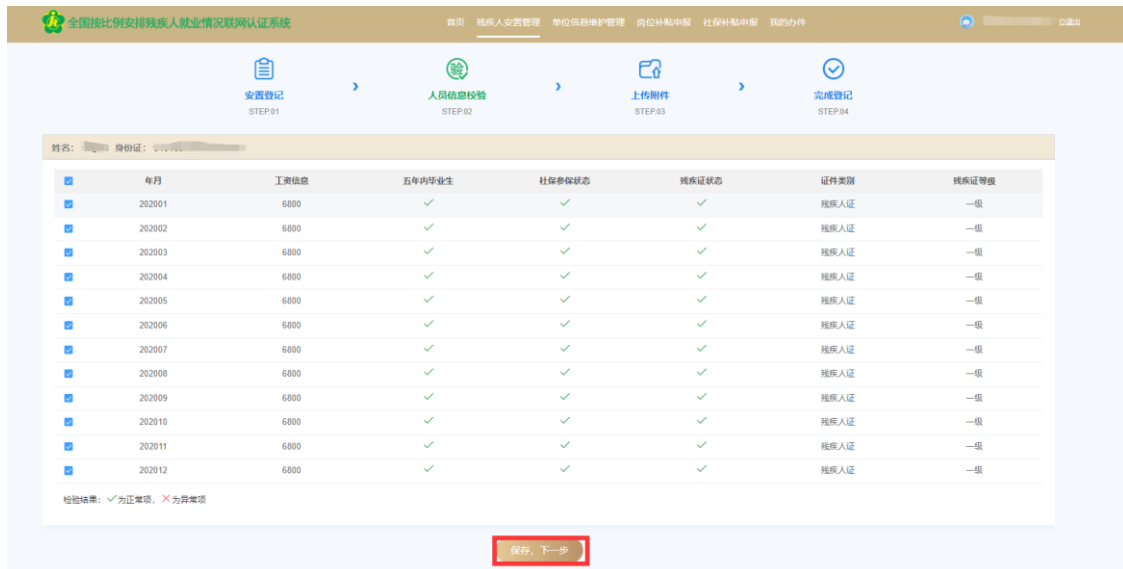 全国按比例安排残疾人就业情况联网认证系统 首页 残疾人安置管理 单位信息维护管理 岗位补贴申报 社保补贴申报 我的办件
验
安置登记 人员信息校验 上传附件 完成登记
STEP.01 STEP.02 STEP.03 STEP.04
姓名： 身份证：
年月 工资信息 五年内毕业生 社保参保状态 残疾证状态 证件类别 残疾证等级
202001 6800 ✓ ✓ ✓ 残疾人证 一级
202002 6800 ✓ ✓ ✓ 残疾人证 一级
202003 6800 ✓ ✓ ✓ 残疾人证 一级
202004 6800 ✓ ✓ ✓ 残疾人证 一级
202005 6800 ✓ ✓ ✓ 残疾人证 一级
202006 6800 ✓ ✓ ✓ 残疾人证 一级
202007 6800 ✓ ✓ ✓ 残疾人证 一级
202008 6800 ✓ ✓ ✓ 残疾人证 一级
202009 6800 ✓ ✓ ✓ 残疾人证 一级
202010 6800 ✓ ✓ ✓ 残疾人证 一级
202011 6800 ✓ ✓ ✓ 残疾人证 一级
202012 6800 ✓ ✓ ✓ 残疾人证 一级
检验结果：✓为正常项，×为异常项
保存，下一步